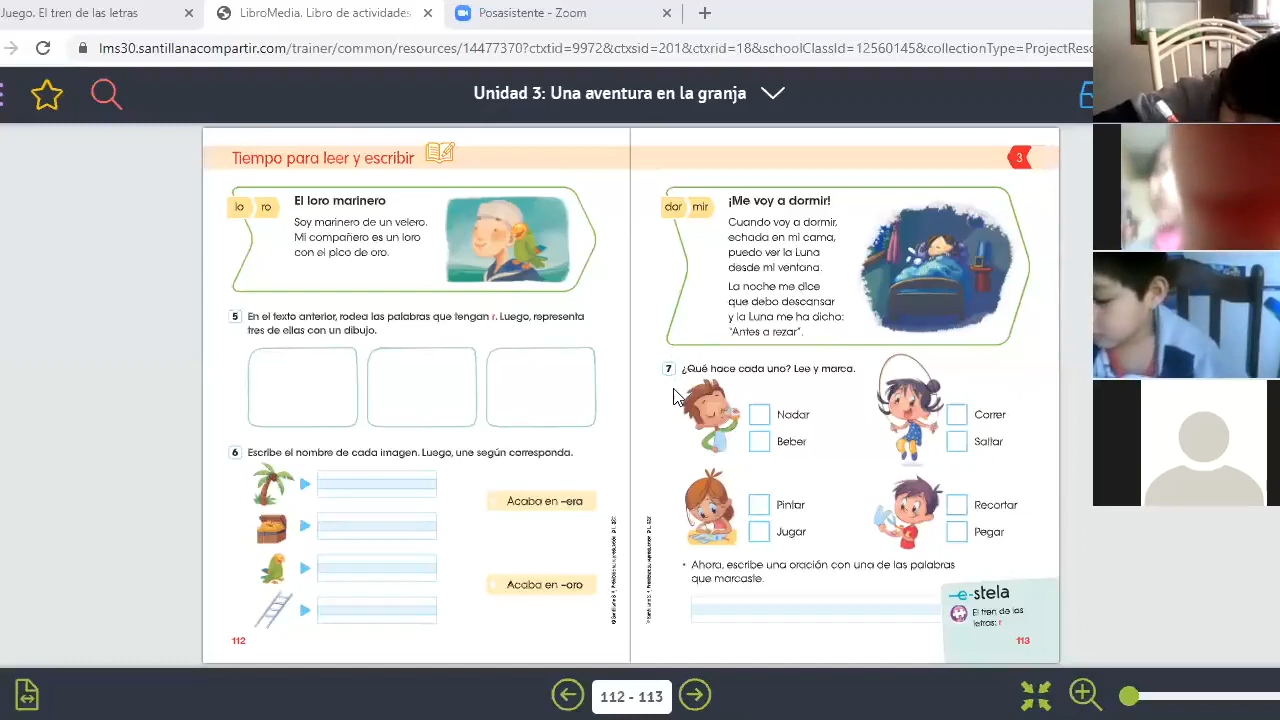 Juego. El tren de las letras
LibroMedia. Libro de actividades
Posasistente - Zoom
lms30.santillanacompartir.com/trainer/common/resources/14477370?ctxtid=9972&ctxsid=201&ctxrid=18&schoolClassId=12560145&collectionType=ProjectReso
Unidad 3: Una aventura en la granja
Tiempo para leer y escribir
3
lo ro
El loro marinero
Soy marinero de un velero.
Mi compañero es un loro
con el pico de oro.
5 En el texto anterior, rodea las palabras que tengan r. Luego, representa
tres de ellas con un dibujo.
6 Escribe el nombre de cada imagen. Luego, une según corresponda.
Acaba en –era
Acaba en –oro
112
dor mir
¡Me voy a dormir!
Cuando voy a dormir,
echada en mi cama,
puedo ver la Luna
desde mi ventana.
La noche me dice
que debo descansar
y la Luna me ha dicho:
“Antes a rezar”.
7 ¿Qué hace cada uno? Lee y marca.
Nadar
Beber
Correr
Saltar
Pintar
Jugar
Recortar
Pegar
• Ahora, escribe una oración con una de las palabras
que marcaste.
e-stela
El tren de las
letras: r
113
112 - 113